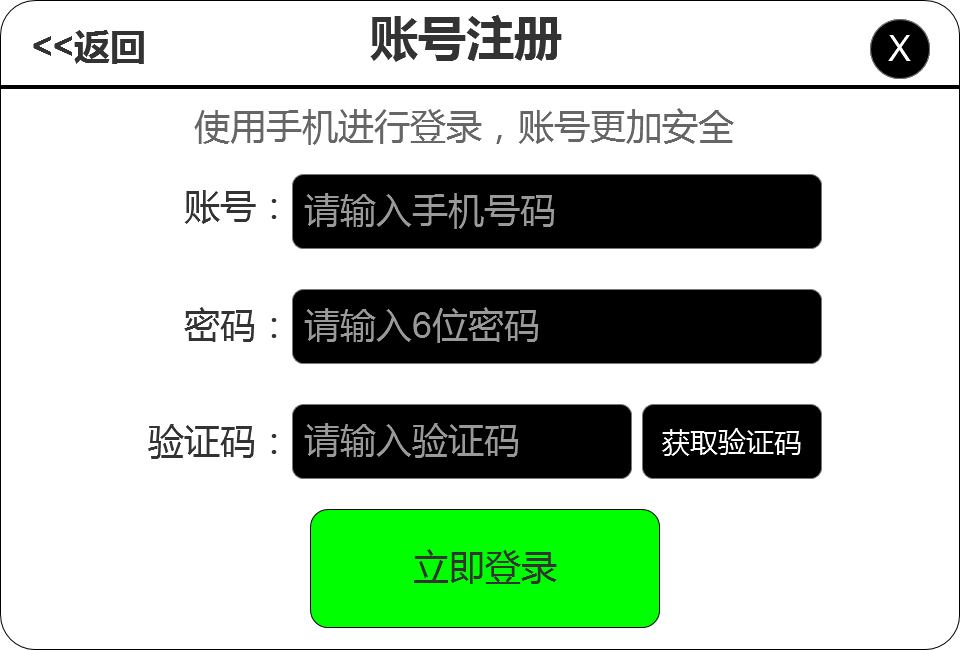 <<返回
账号注册
X
使用手机进行登录，账号更加安全
账号：
请输入手机号码
密码：
请输入6位密码
验证码：
请输入验证码
获取验证码
立即登录